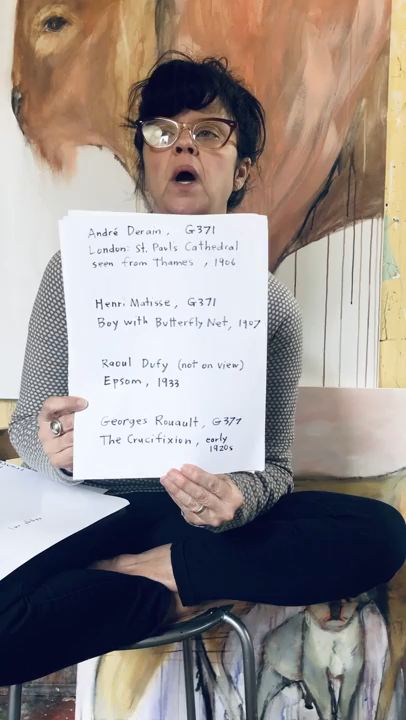 André Derain, G371
London: St. Pauls Cathedral
seen from Thames, 1906
Henri Matisse, G371
Boy with Butterfly Net, 1907
Raoul Dufy (not on view)
Epsom, 1933
Georges Rouault, G377
The Crucifixion, early
1920s